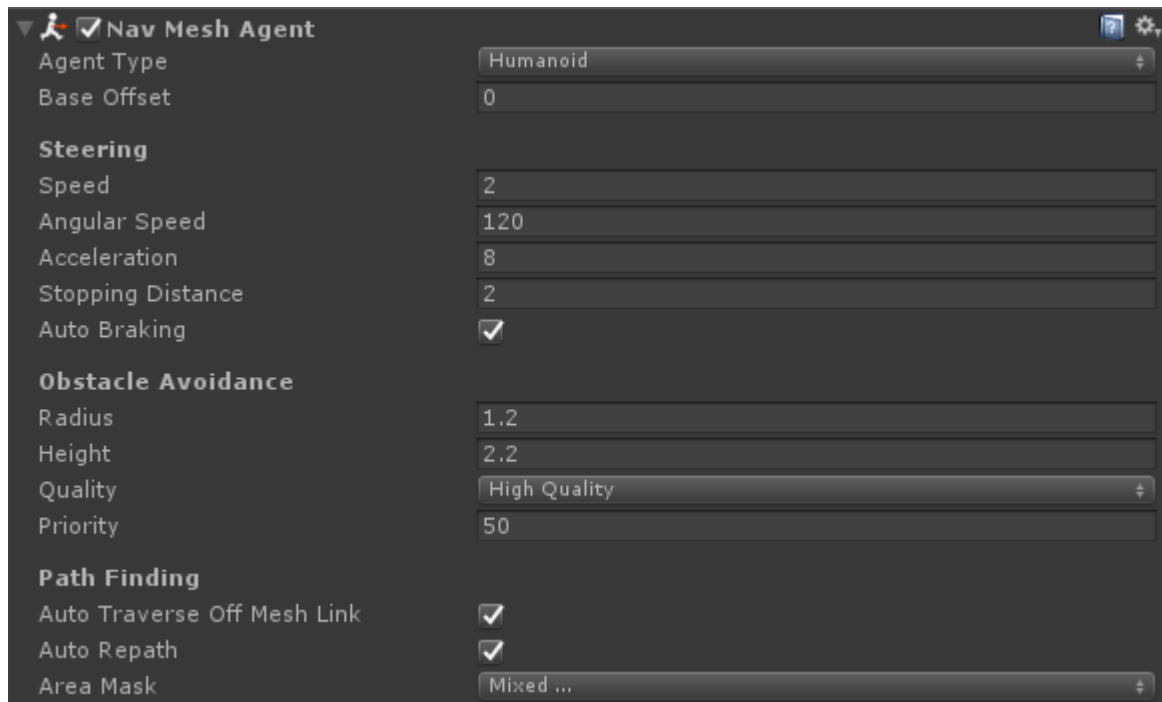 Nav Mesh Agent
Agent Type Humanoid
Base Offset 0
Steering
Speed 2
Angular Speed 120
Acceleration 8
Stopping Distance 2
Auto Braking
Obstacle Avoidance
Radius 1.2
Height 2.2
Quality High Quality
Priority 50
Path Finding
Auto Traverse Off Mesh Link
Auto Repath
Area Mask Mixed ...